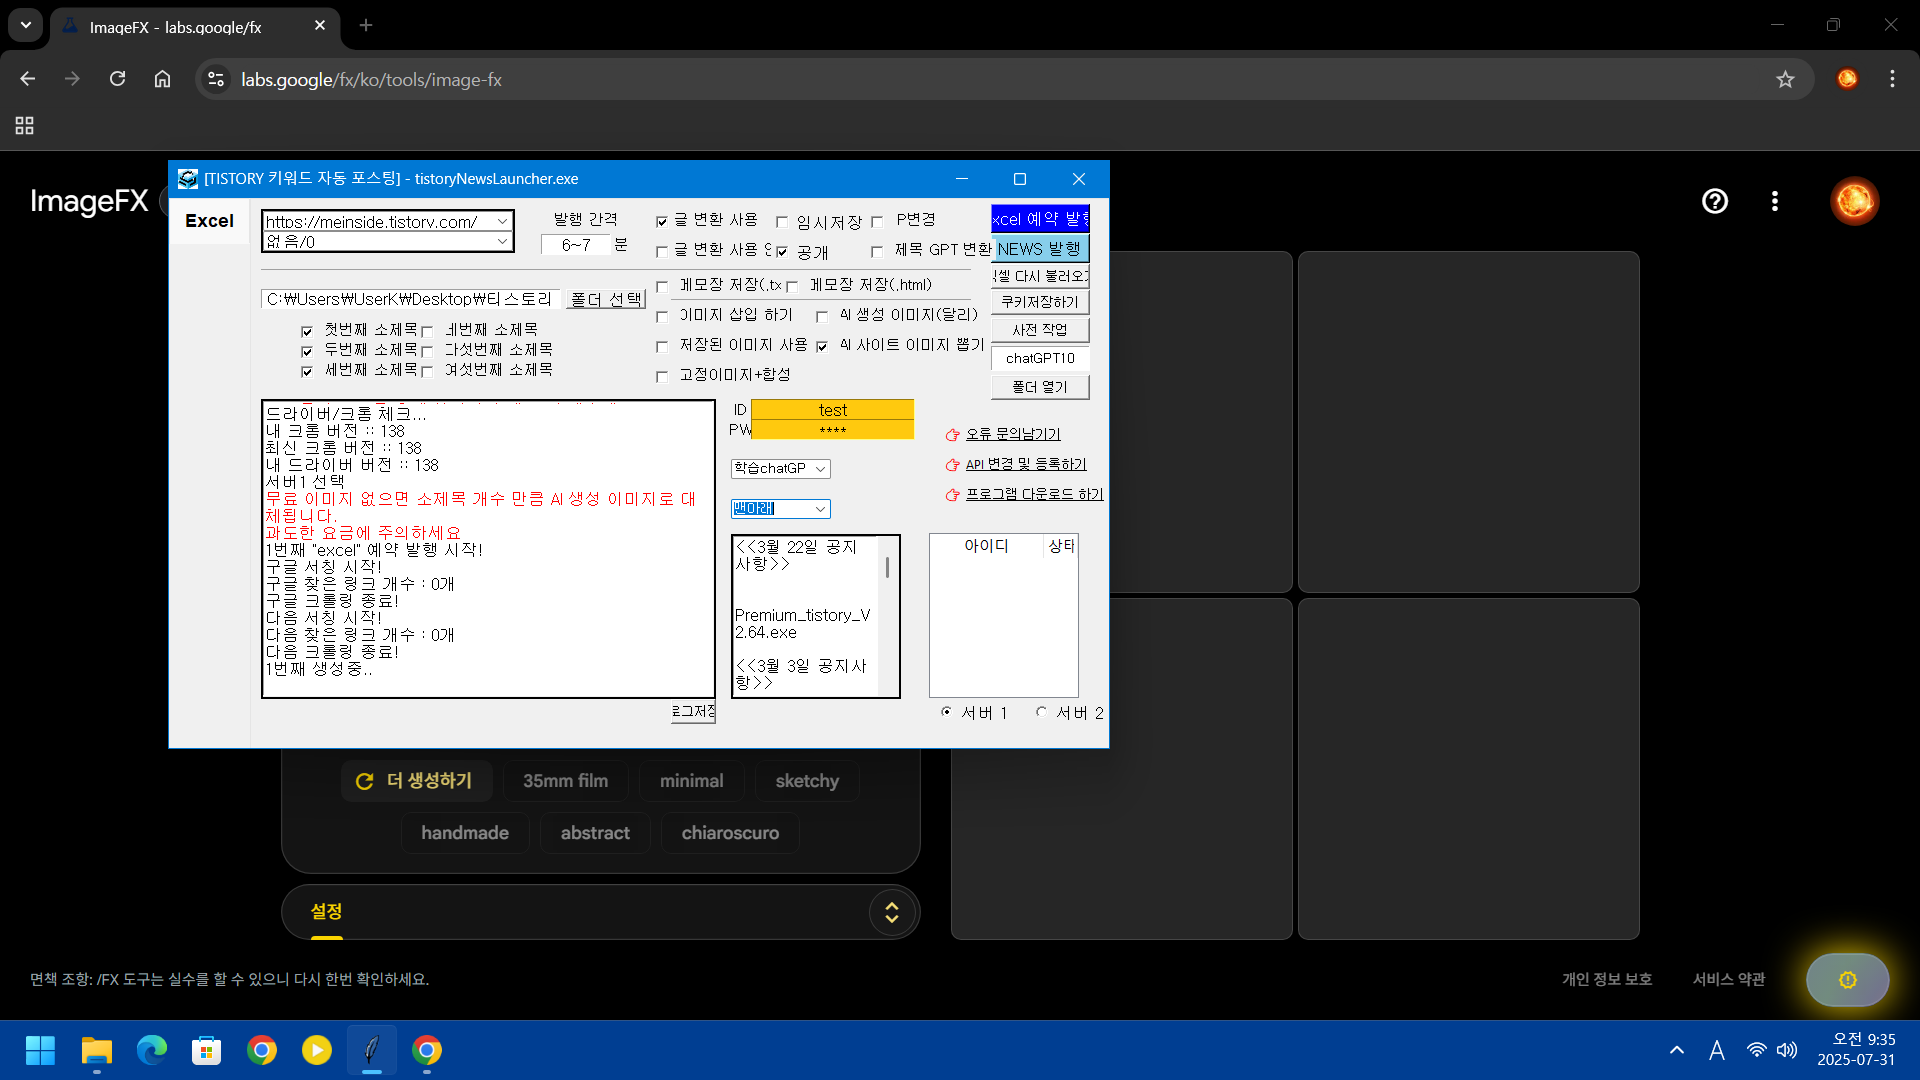 ImageFX - labs.google/fx
labs.google/fx/ko/tools/image-fx
ImageFX
[TISTORY 키워드 자동 포스팅] - tistoryNewsLauncher.exe
Excel
https://meinside.tistory.com/
없음/0
발행 간격
6~7 분
글 변환 사용
임시저장
P변경
글 변환 사용
공개
제목 GPT 변환
엑셀 예약 발행
NEWS 발행
엑셀 다시 불러오기
쿠키저장하기
사전 작업
chatGPT10
폴더 열기
C:₩Users₩UserK₩Desktop₩티스토리
폴더 선택
메모장 저장(.tx
메모장 저장(.html)
이미지 삽입 하기
AI 생성 이미지(달리)
저장된 이미지 사용
AI 사이트 이미지 뽑기
고정이미지+합성
첫번째 소제목
네번째 소제목
두번째 소제목
다섯번째 소제목
세번째 소제목
여섯번째 소제목
드라이버/크롬 체크...
내 크롬 버전 :: 138
최신 크롬 버전 :: 138
내 드라이버 버전 :: 138
서버1 선택
무료 이미지 없으면 소제목 개수 만큼 AI 생성 이미지로 대
체됩니다.
과도한 요금에 주의하세요
1번째 "excel" 예약 발행 시작!
구글 서칭 시작!
구글 찾은 링크 개수 : 0개
구글 크롤링 종료!
다음 서칭 시작!
다음 찾은 링크 개수 : 0개
다음 크롤링 종료!
1번째 생성중..
로그저장
ID test
PW ****
학습chatGP
맨아래
<<3월 22일 공지
사항>>
Premium_tistory_V
2.64.exe
<<3월 3일 공지사
항>>
오류 문의남기기
API 변경 및 등록하기
프로그램 다운로드 하기
아이디 상태
서버 1 서버 2
더 생성하기
35mm film
minimal
sketchy
handmade
abstract
chiaroscuro
설정
면책 조항: /FX 도구는 실수를 할 수 있으니 다시 한번 확인하세요.
개인 정보 보호
서비스 약관
A
오전 9:35
2025-07-31